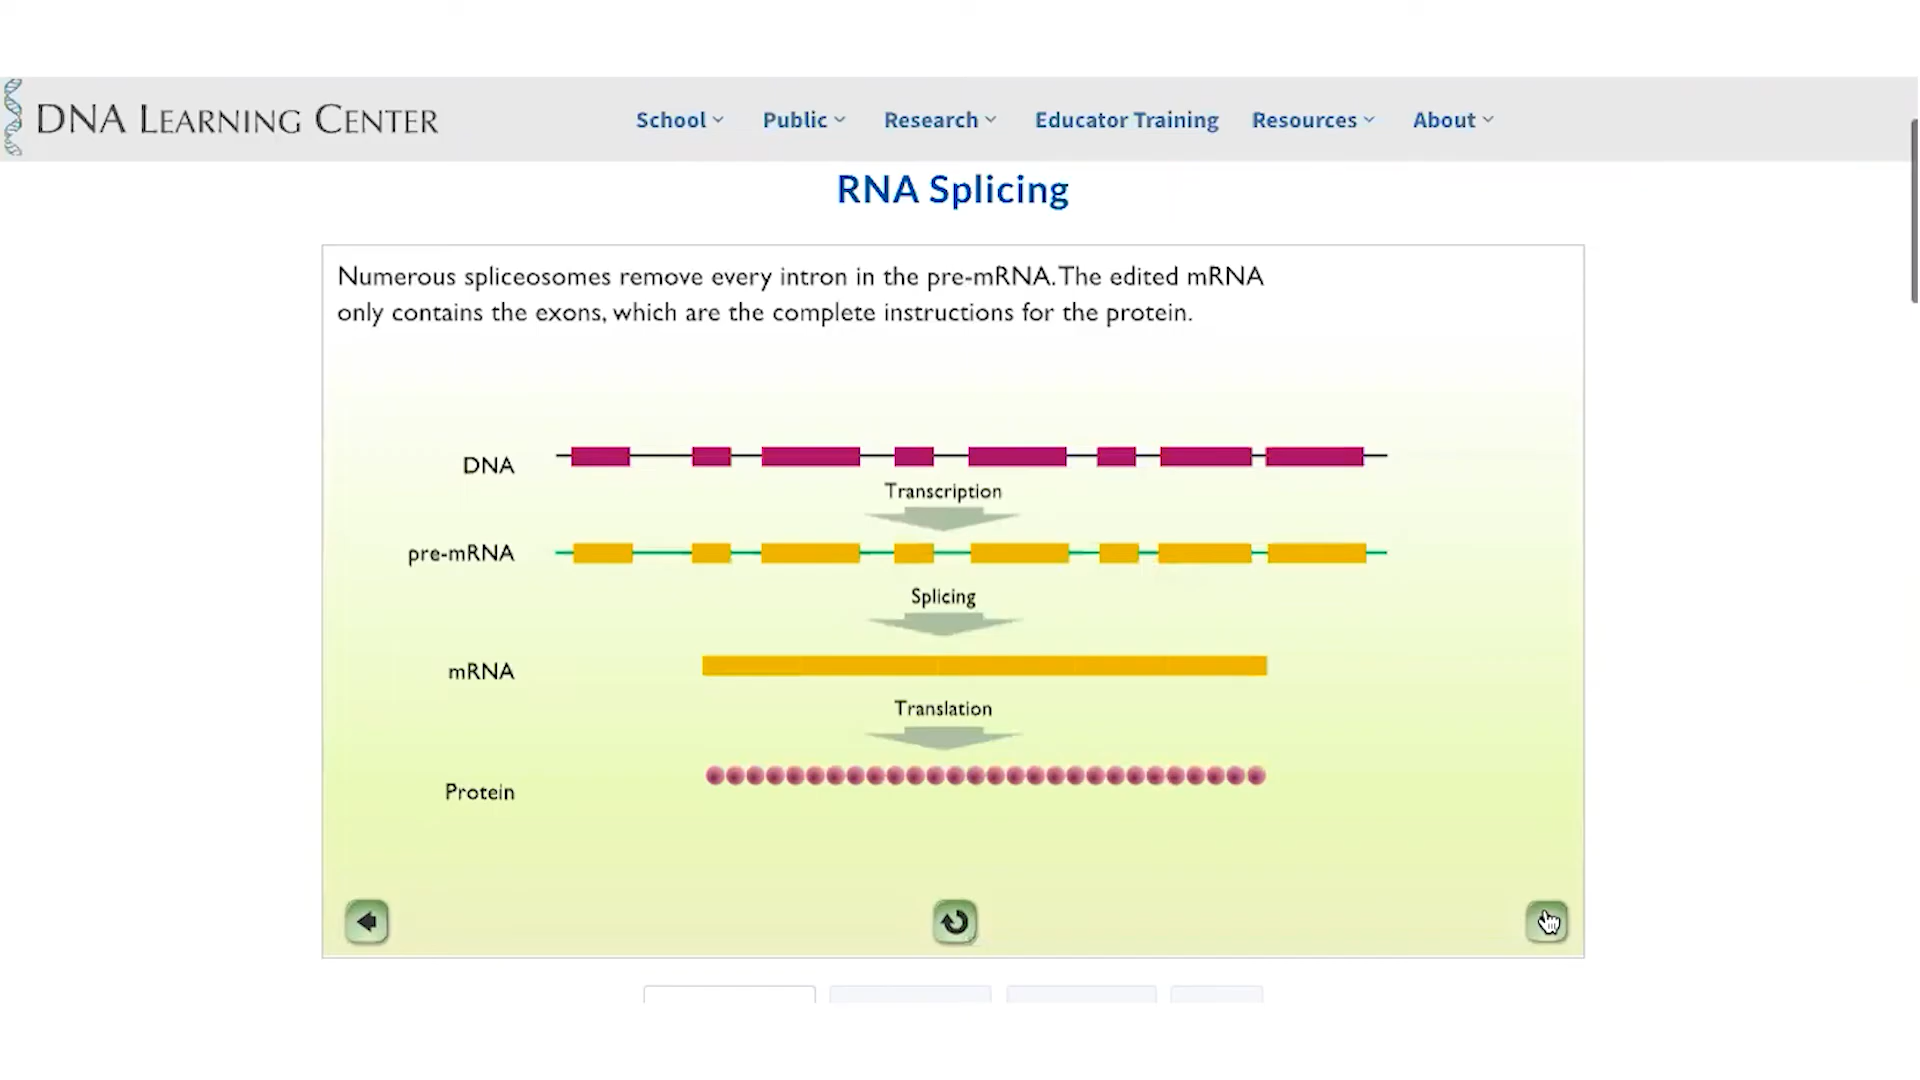 DNA LEARNING CENTER
School Public Research Educator Training Resources About
RNA Splicing
Numerous spliceosomes remove every intron in the pre-mRNA. The edited mRNA
only contains the exons, which are the complete instructions for the protein.
DNA
Transcription
pre-mRNA
Splicing
mRNA
Translation
Protein